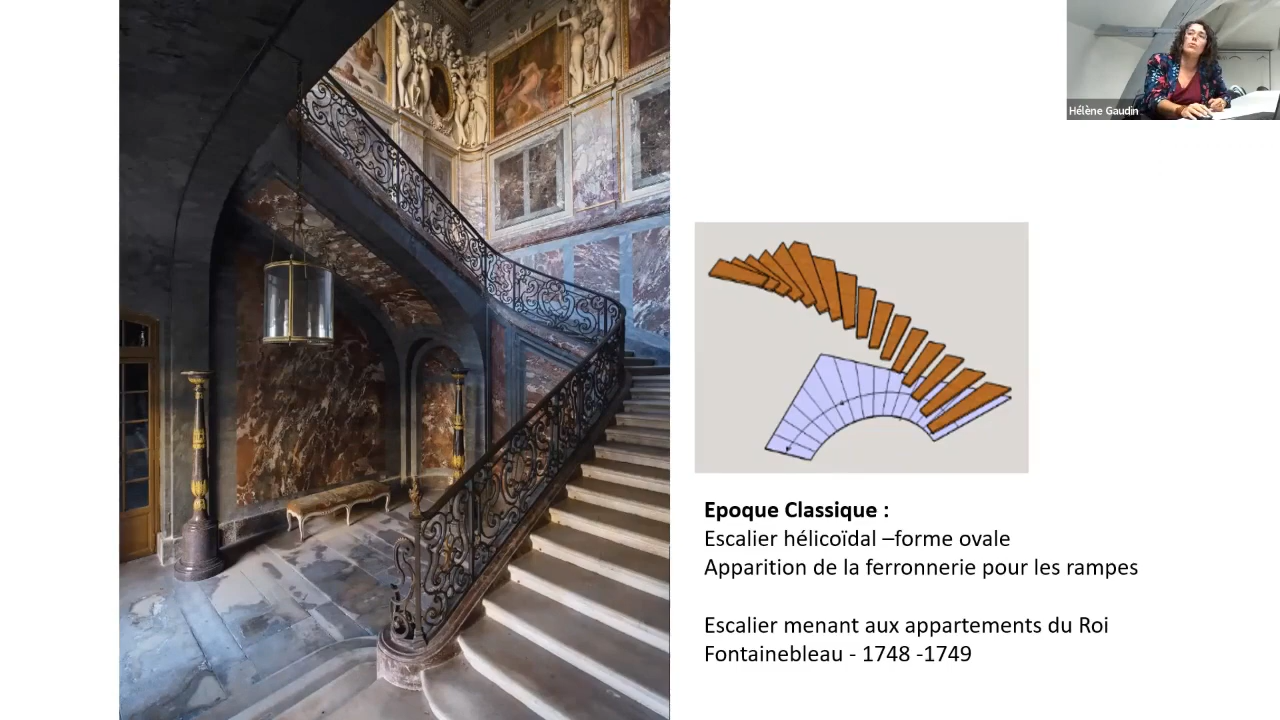 Hélène Gaudin
Epoque Classique :
Escalier hélicoïdal –forme ovale
Apparition de la ferronnerie pour les rampes
Escalier menant aux appartements du Roi
Fontainebleau - 1748 -1749